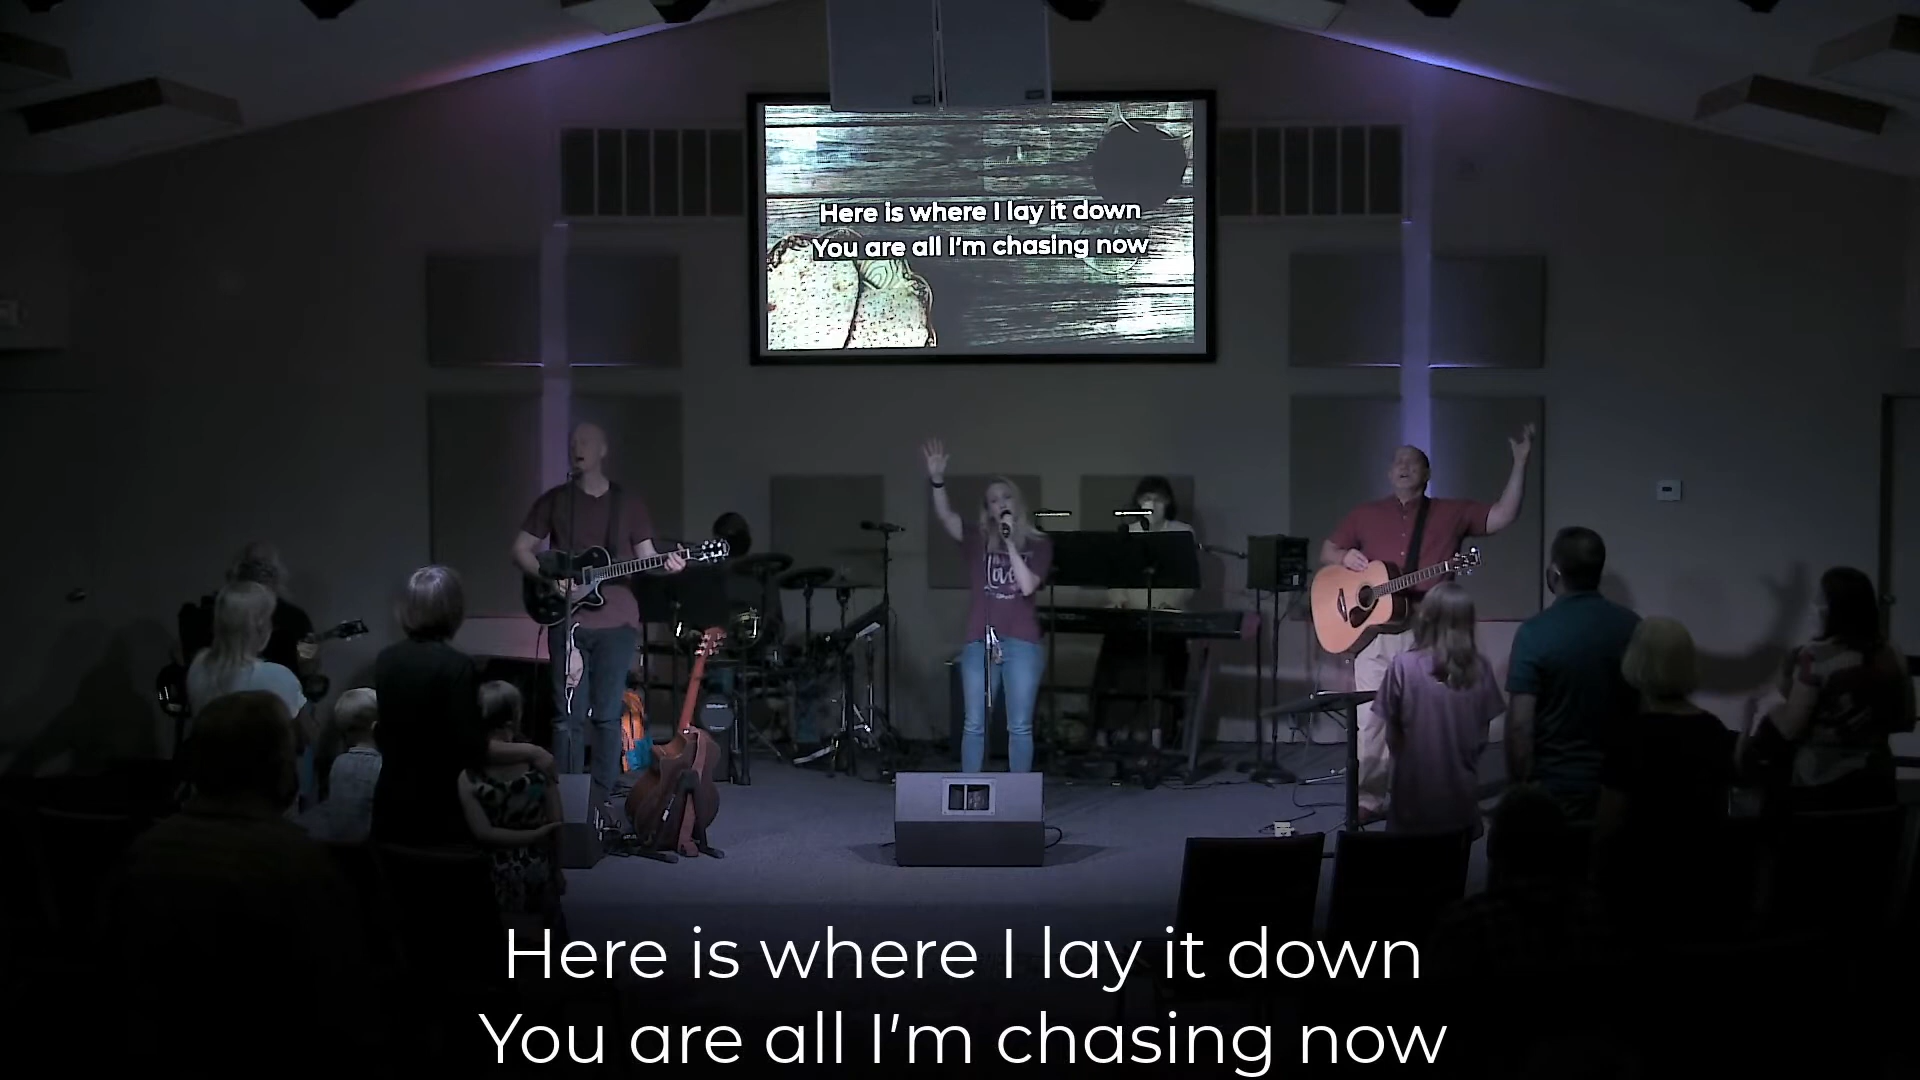 Here is where I lay it down
You are all I'm chasing now
Love
Here is where I lay it down
You are all I'm chasing now